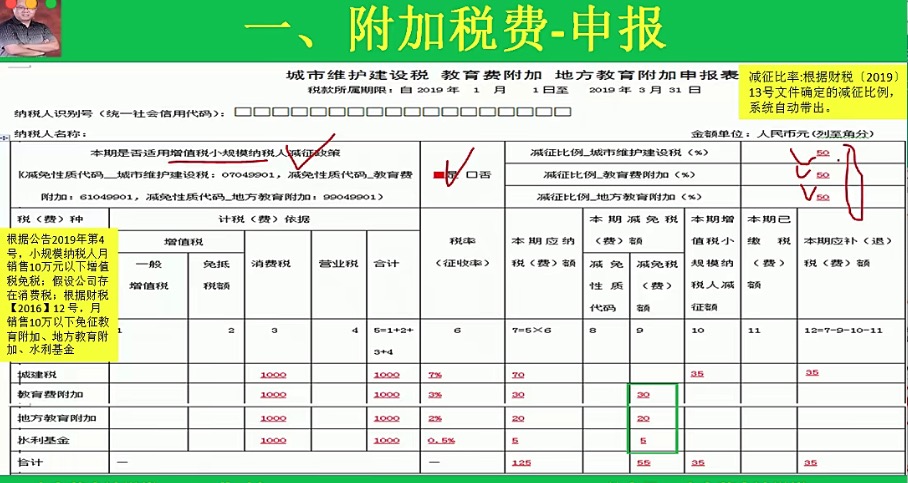 一、附加税费-申报
城市维护建设税 教育费附加 地方教育附加申报表
税款所属期限：自 2019 年 1 月 1日至 2019 年 3 月 31 日
减征比率:根据财税〔2019〕
13号文件确定的减征比例，
系统自动带出。
纳税人识别号（统一社会信用代码）：□□□□□□□□□□□□□□□□□□
纳税人名称：
金额单位：人民币元(列至角分)
本期是否适用增值税小规模纳税人减征政策
(减免性质代码__城市维护建设税：07049901，减免性质代码_教育费
附加：61049901，减免性质代码_地方教育附加：99049901）
■是 □否
减征比例_城市维护建设税（%） 50
减征比例_教育费附加（%） 50
减征比例_地方教育附加（%） 50
根据公告2019年第4
号，小规模纳税人月
销售10万元以下增值
税免税；假设公司存
在消费税；根据财税
【2016】12号，月
销售10万以下免征教
育附加、地方教育附
加、水利基金
税（费）种
计税（费）依据
增值税
一般
增值税
免抵
税额
消费税
营业税
合计
税率
（征收率）
本期应纳
税（费）额
本期减免税
（费）额
减免
性质
代码
减免税
（费）
额
本期增
值税小
规模纳
税人减
征额
本期已
缴税
（费）
额
本期应补（退）
税（费）额
1 2 3 4 5=1+2+
3+4
6 7=5×6 8 9 10 11 12=7-9-10-11
城建税 1000 1000 7% 70 35 35
教育费附加 1000 1000 3% 30 30
地方教育附加 1000 1000 2% 20 20
水利基金 1000 1000 0.5% 5 5
合计 — — 125 55 35 35